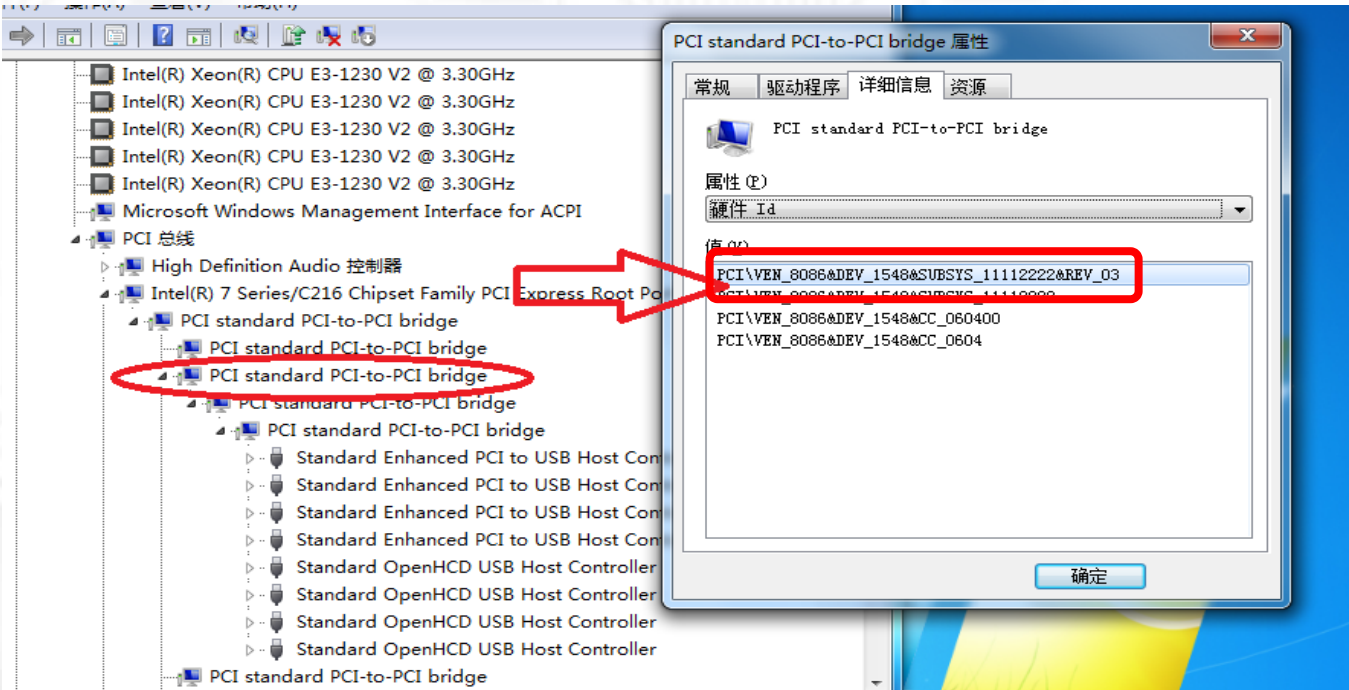 Intel(R) Xeon(R) CPU E3-1230 V2 @ 3.30GHz
Intel(R) Xeon(R) CPU E3-1230 V2 @ 3.30GHz
Intel(R) Xeon(R) CPU E3-1230 V2 @ 3.30GHz
Intel(R) Xeon(R) CPU E3-1230 V2 @ 3.30GHz
Intel(R) Xeon(R) CPU E3-1230 V2 @ 3.30GHz
Microsoft Windows Management Interface for ACPI
PCI 总线
High Definition Audio 控制器
Intel(R) 7 Series/C216 Chipset Family PCI Express Root Po
PCI standard PCI-to-PCI bridge
PCI standard PCI-to-PCI bridge
PCI standard PCI-to-PCI bridge
PCI standard PCI-to-PCI bridge
PCI standard PCI-to-PCI bridge
Standard Enhanced PCI to USB Host Con
Standard Enhanced PCI to USB Host Con
Standard Enhanced PCI to USB Host Con
Standard Enhanced PCI to USB Host Con
Standard OpenHCD USB Host Controller
Standard OpenHCD USB Host Controller
Standard OpenHCD USB Host Controller
Standard OpenHCD USB Host Controller
PCI standard PCI-to-PCI bridge
PCI standard PCI-to-PCI bridge 属性
常规 驱动程序 详细信息 资源
PCI standard PCI-to-PCI bridge
属性(P)
硬件 Id
值(V)
PCI\VEN_8086&DEV_1548&SUBSYS_11112222&REV_03
PCI\VEN_8086&DEV_1548&SUBSYS_11112222
PCI\VEN_8086&DEV_1548&CC_060400
PCI\VEN_8086&DEV_1548&CC_0604
确定